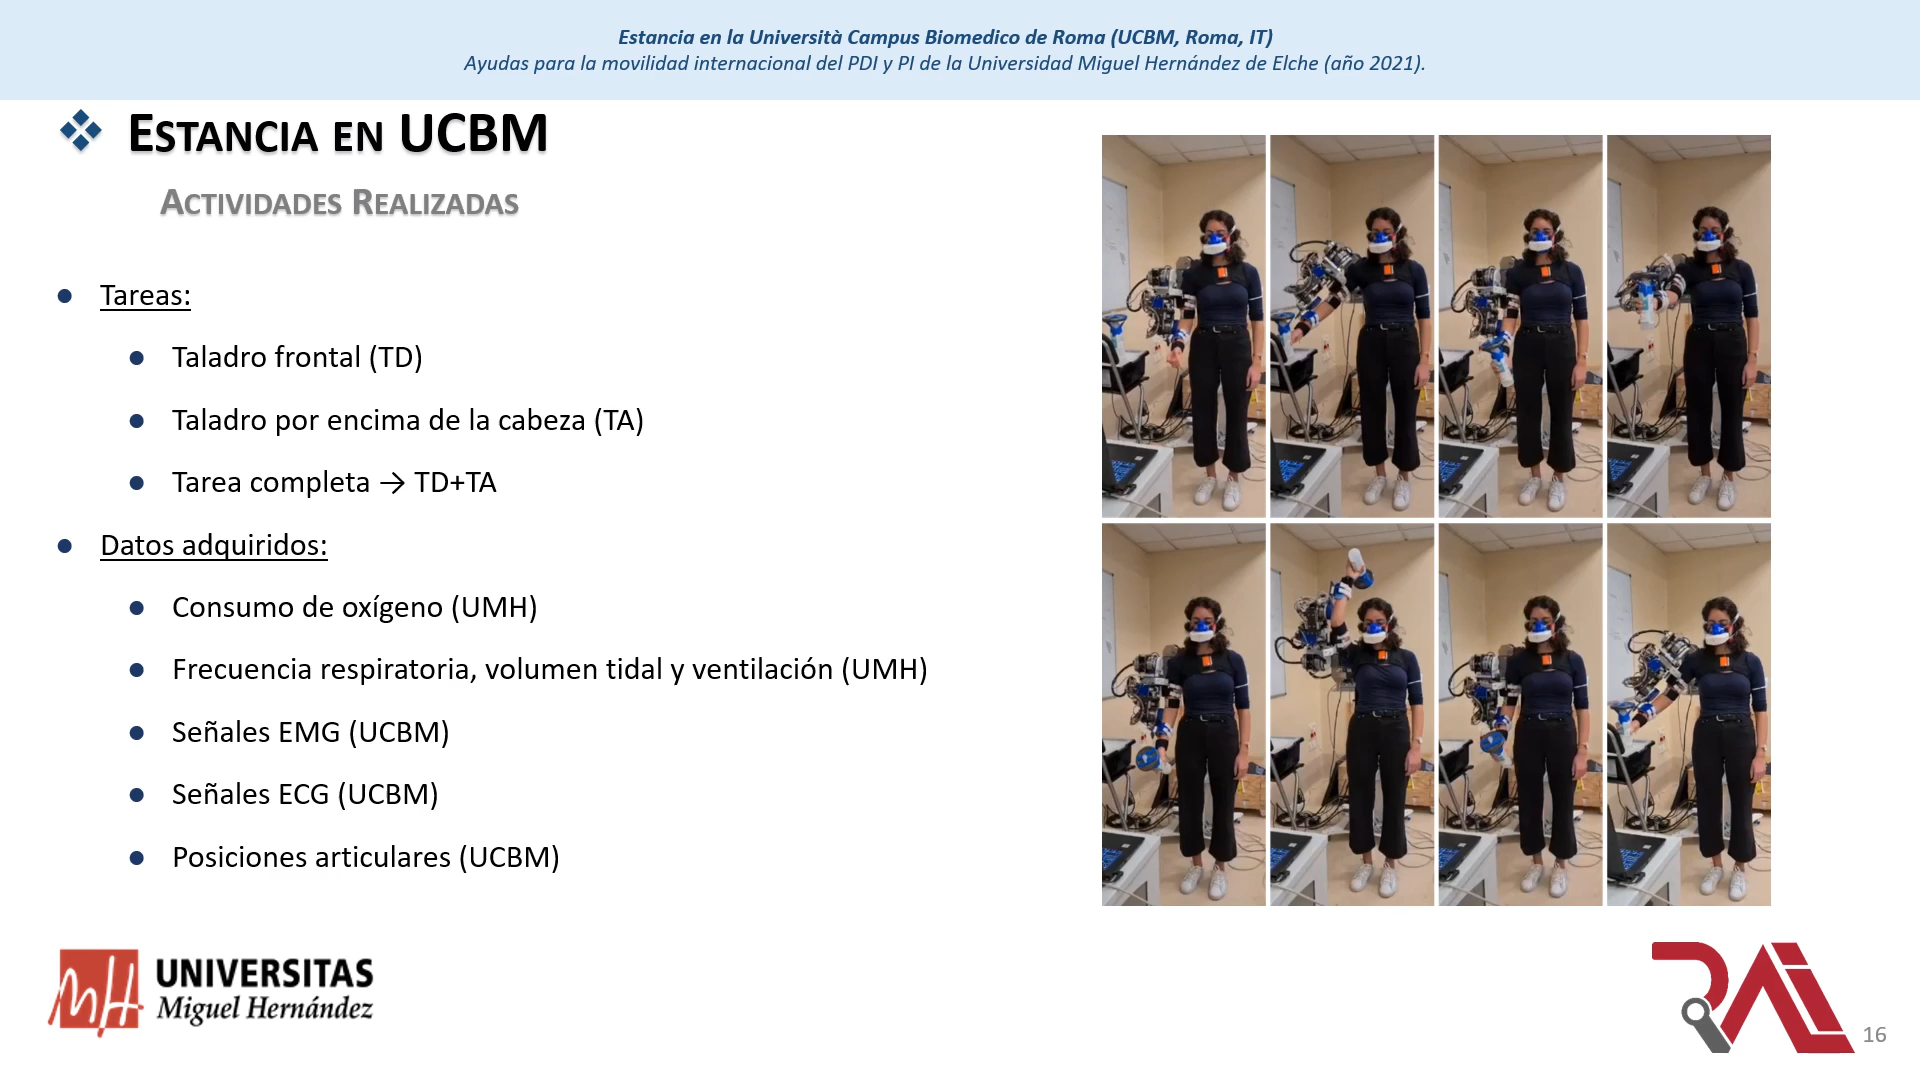 Estancia en la Università Campus Biomedico de Roma (UCBM, Roma, IT)
Ayudas para la movilidad internacional del PDI y PI de la Universidad Miguel Hernández de Elche (año 2021).
❖ Estancia en UCBM
Actividades Realizadas
● Tareas:
● Taladro frontal (TD)
● Taladro por encima de la cabeza (TA)
● Tarea completa → TD+TA
● Datos adquiridos:
● Consumo de oxígeno (UMH)
● Frecuencia respiratoria, volumen tidal y ventilación (UMH)
● Señales EMG (UCBM)
● Señales ECG (UCBM)
● Posiciones articulares (UCBM)
UNIVERSITAS
Miguel Hernández
16